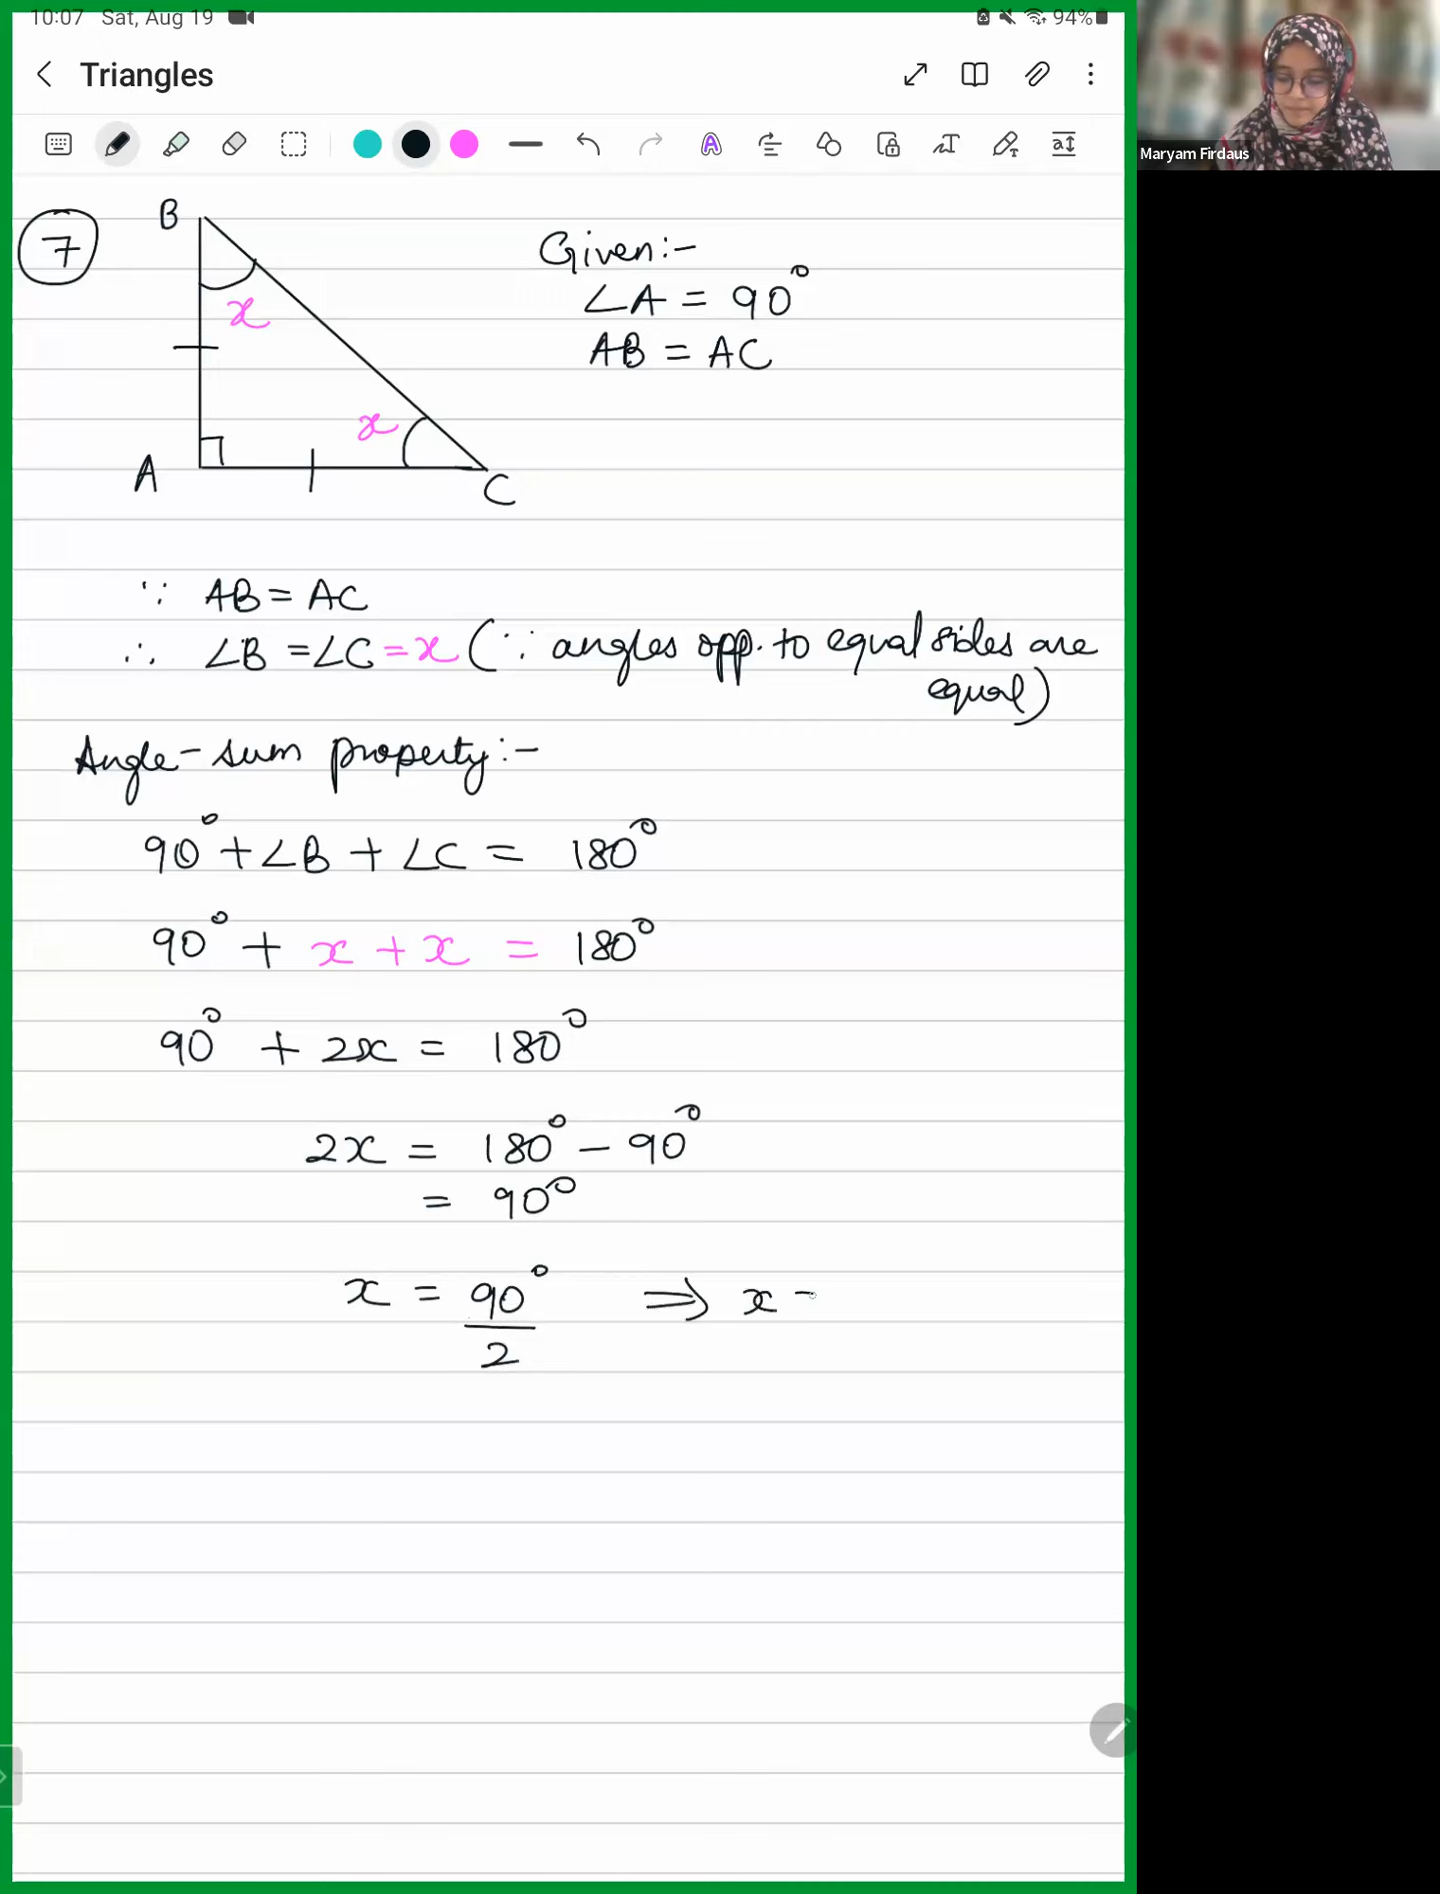 10:07 Sat, Aug 19
94%
Triangles
Maryam Firdaus
7
B
x
x
A
C
Given:-
∠A = 90°
AB = AC
∵ AB = AC
∴ ∠B = ∠C = x (∵ angles opp. to equal sides are
equal)
Angle-sum property:-
90° + ∠B + ∠C = 180°
90° + x + x = 180°
90° + 2x = 180°
2x = 180° - 90°
= 90°
x = 90°/2 ⇒ x -